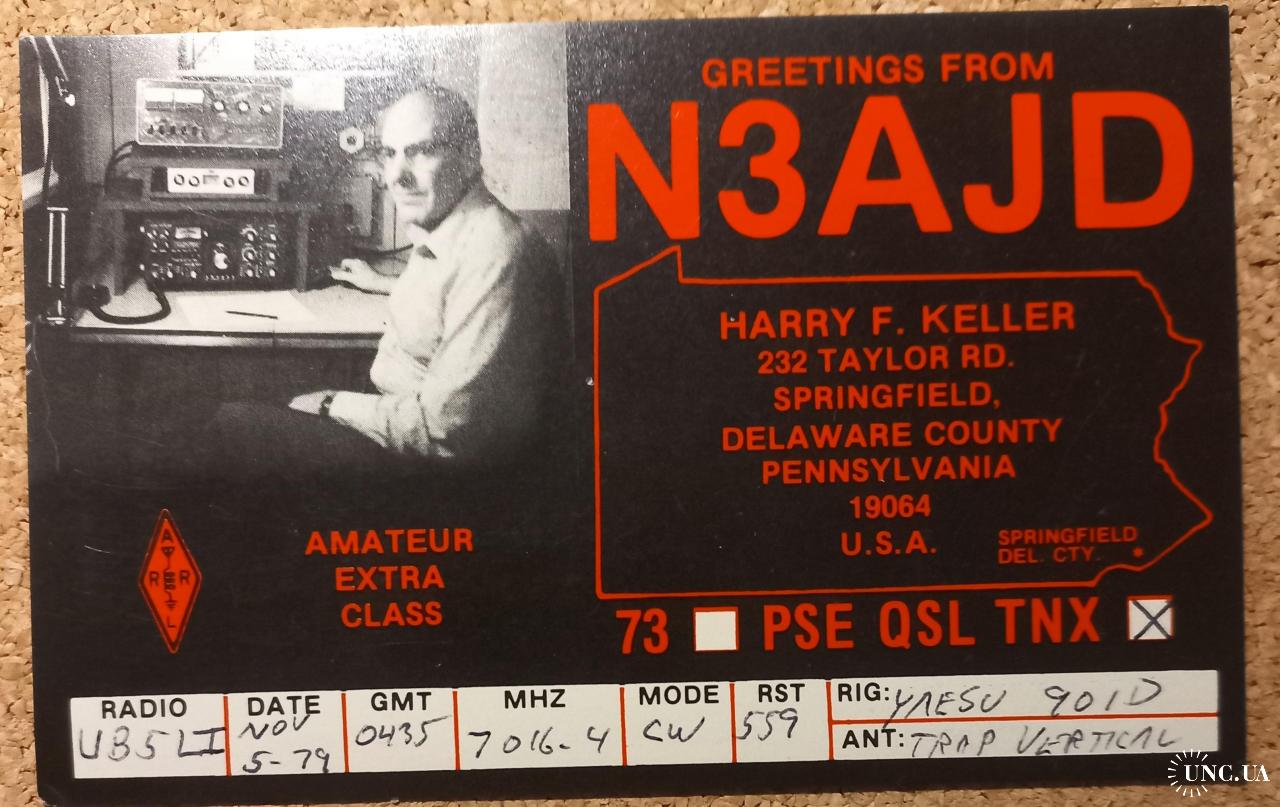 GREETINGS FROM
N3AJD
HARRY F. KELLER
232 TAYLOR RD.
SPRINGFIELD,
DELAWARE COUNTY
PENNSYLVANIA
19064
U.S.A.
SPRINGFIELD
DEL. CTY. *
A
R R
L
AMATEUR
EXTRA
CLASS
73 PSE QSL TNX X
RADIO DATE GMT MHZ MODE RST RIG: YAESU 901D
UB5LI NOV 5-79 0435 7016-4 CW 559 ANT: TRAP VERTICAL
UNC.UA